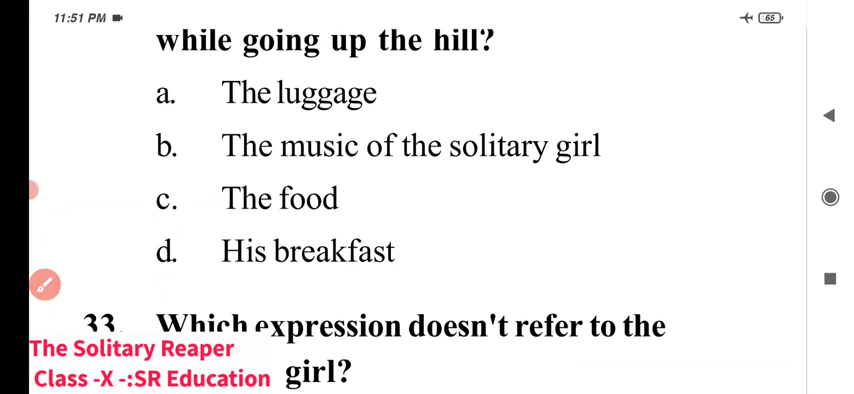 11:51 PM
65
while going up the hill?
a. The luggage
b. The music of the solitary girl
c. The food
d. His breakfast
33. Which expression doesn't refer to the
girl?
The Solitary Reaper
Class -X -:SR Education